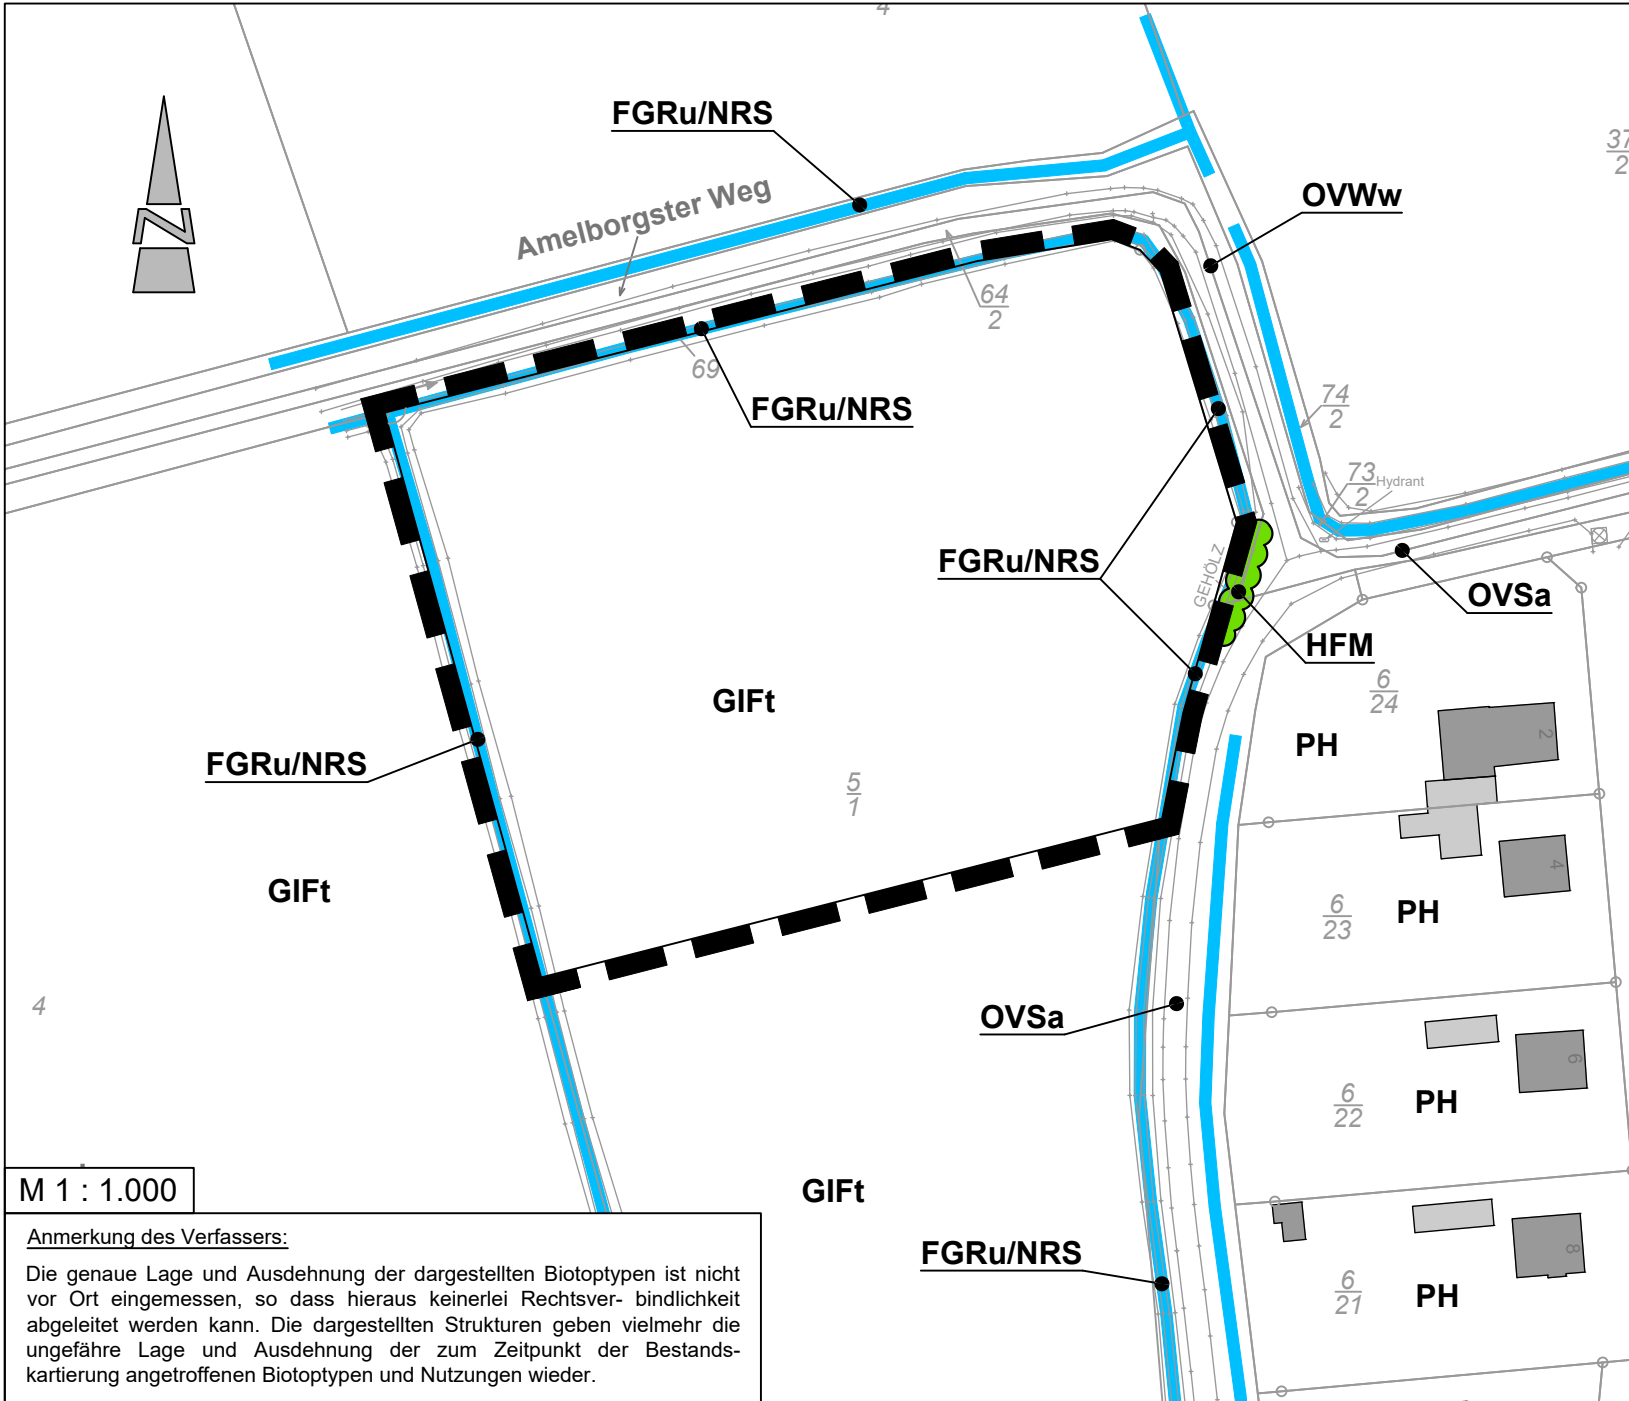 4
FGRu/NRS
37
2
Amelborgster Weg
OVWw
N
64
2
69
FGRu/NRS
74
2
73
2
Hydrant
FGRu/NRS
GEHÖLZ
OVSa
HFM
6
24
GIFt
PH
2
FGRu/NRS
5
1
4
GIFt
6
23
PH
4
OVSa
6
6
22
PH
M 1 : 1.000
GIFt
Anmerkung des Verfassers:
Die genaue Lage und Ausdehnung der dargestellten Biotoptypen ist nicht
vor Ort eingemessen, so dass hieraus keinerlei Rechtsver- bindlichkeit
abgeleitet werden kann. Die dargestellten Strukturen geben vielmehr die
ungefähre Lage und Ausdehnung der zum Zeitpunkt der Bestands-
kartierung angetroffenen Biotoptypen und Nutzungen wieder.
FGRu/NRS
8
6
21
PH